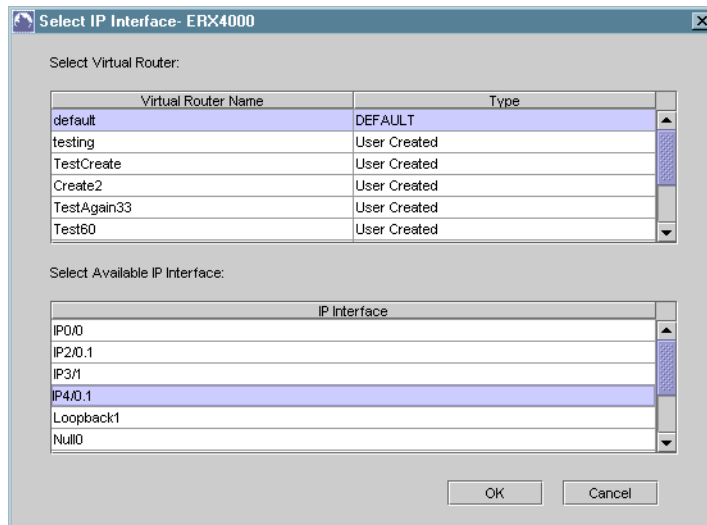 Select IP Interface- ERX4000
Select Virtual Router:
Virtual Router Name Type
default DEFAULT
testing User Created
TestCreate User Created
Create2 User Created
TestAgain33 User Created
Test60 User Created
Select Available IP Interface:
IP Interface
IP0/0
IP2/0.1
IP3/1
IP4/0.1
Loopback1
Null0
OK Cancel